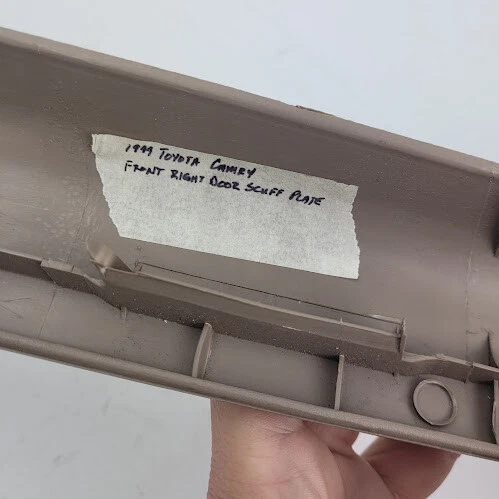 1999 TOYOTA CAMRY
FRONT RIGHT DOOR SCUFF PLATE